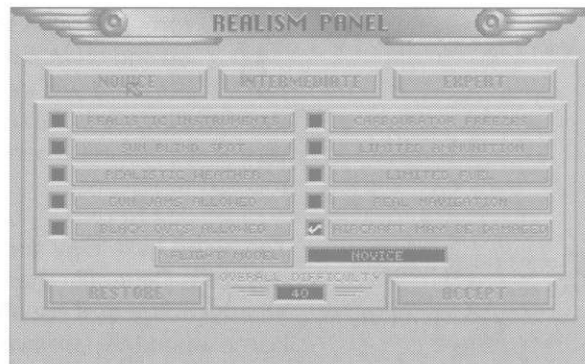 REALISM PANEL
NOVICE INTERMEDIATE EXPERT
REALISTIC INSTRUMENTS CARBOURATOR FREEZES
SUN BLIND SPOT LIMITED AMMUNITION
REALISTIC WEATHER LIMITED FUEL
GUN JAMS ALLOWED REAL NAVIGATION
BLACK OUTS ALLOWED AIRCRAFT MAY BE DAMAGED
FLIGHT MODEL NOVICE
OVERALL DIFFICULTY
RESTORE 40 ACCEPT